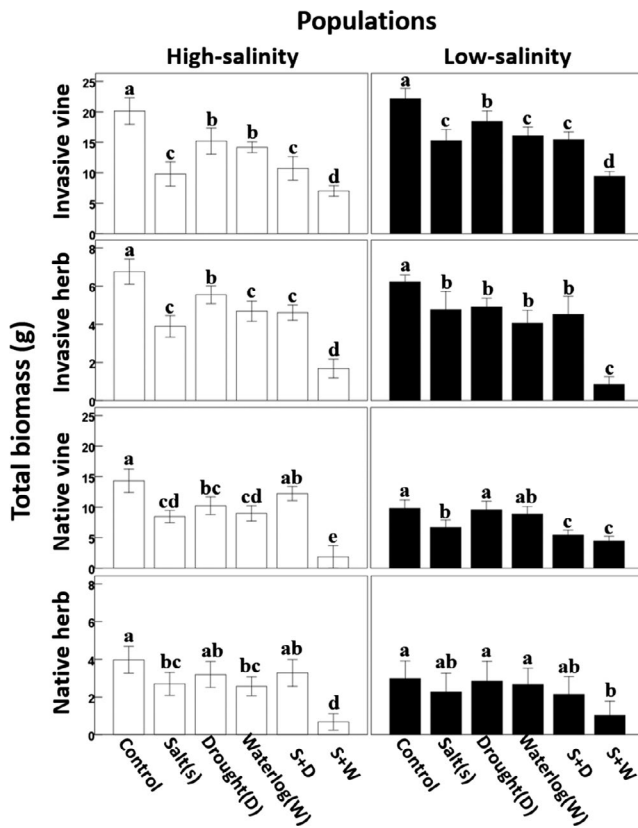 Populations
High-salinity Low-salinity
Total biomass (g)
Invasive vine
25
20
15
10
5
0
a c b b c d
a c b c c d
Invasive herb
8
6
4
2
0
a c b c c d
a b b b b c
Native vine
25
20
15
10
5
0
a cd bc cd ab e
a b a ab c c
Native herb
8
6
4
2
0
a bc ab bc ab d
a ab a a ab b
Control Salt(s) Drought(D) Waterlog(W) S+D S+W
Control Salt(s) Drought(D) Waterlog(W) S+D S+W